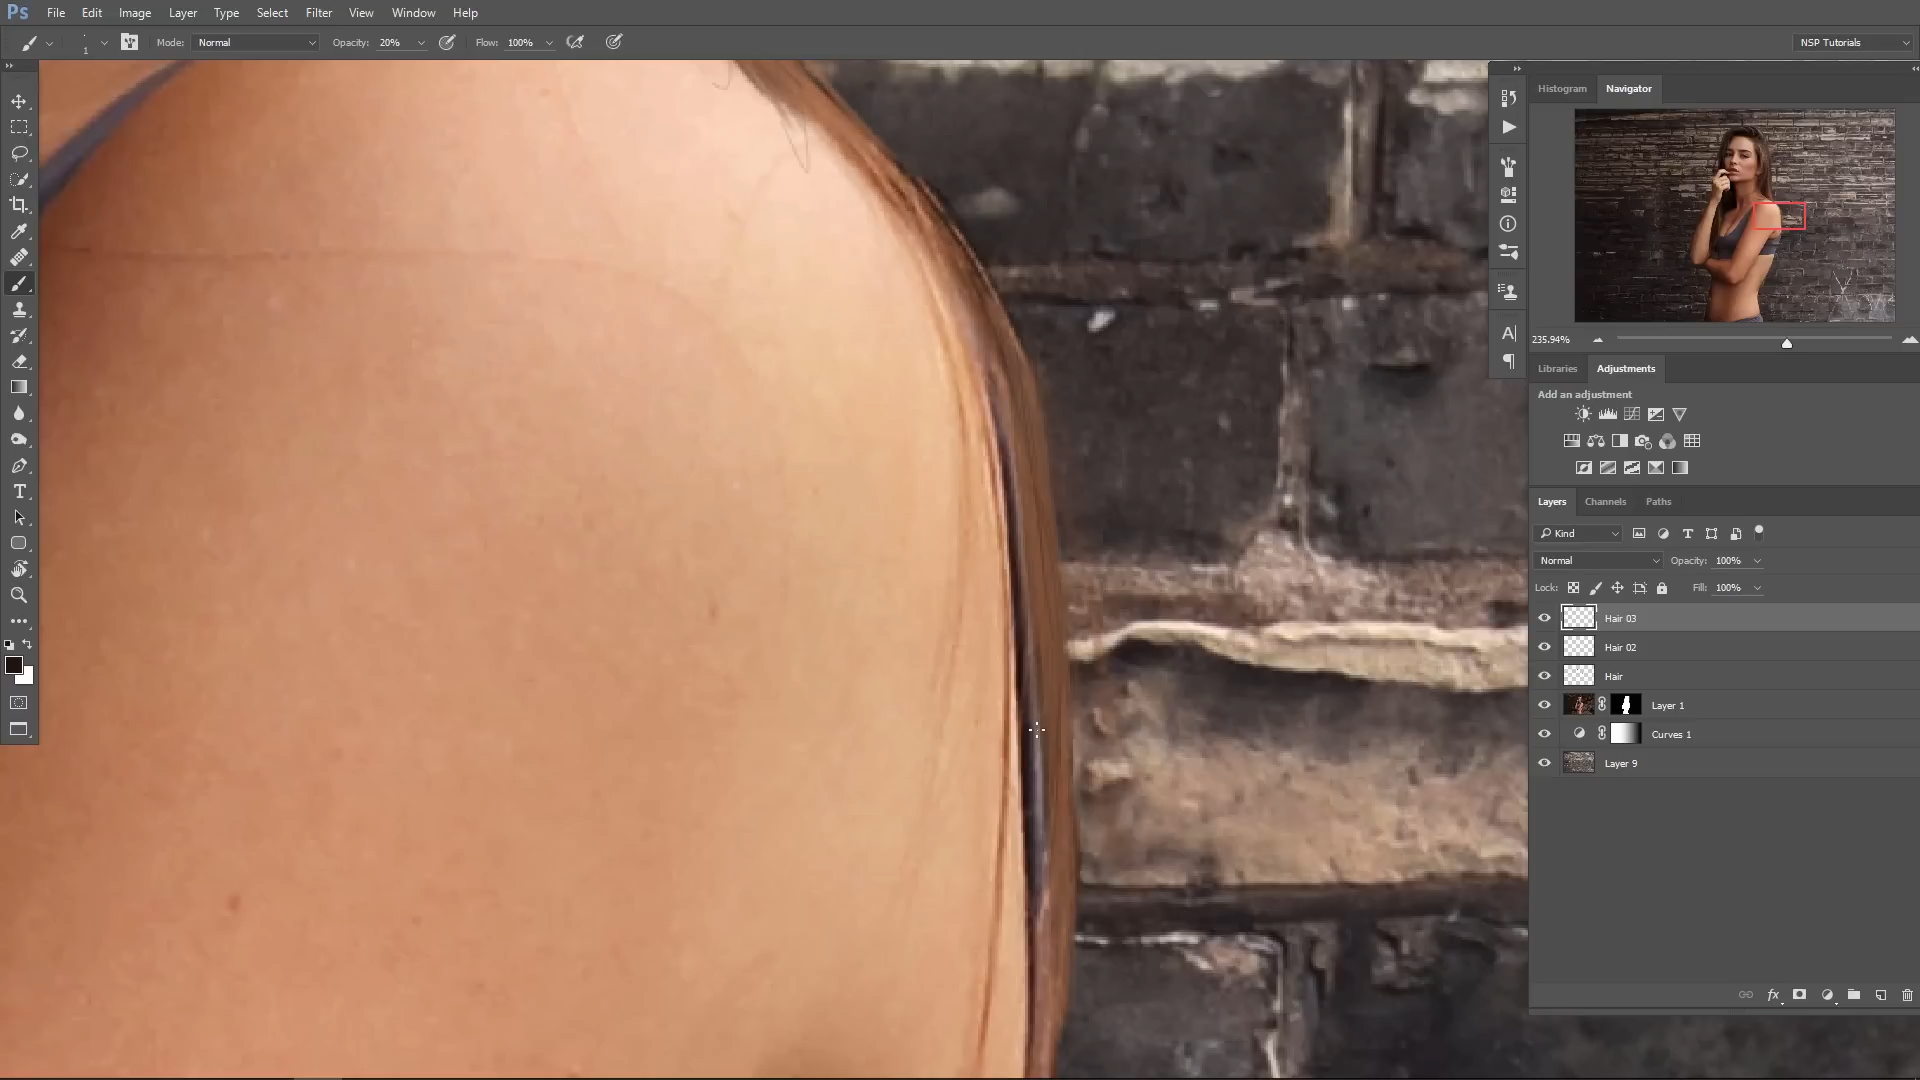 Ps File Edit Image Layer Type Select Filter View Window Help
1 Mode: Normal Opacity: 20% Flow: 100% NSP Tutorials
Histogram Navigator
235.94%
Libraries Adjustments
Add an adjustment
Layers Channels Paths
Kind
Normal Opacity: 100%
Lock: Fill: 100%
Hair 03
Hair 02
Hair
Layer 1
Curves 1
Layer 9
fx